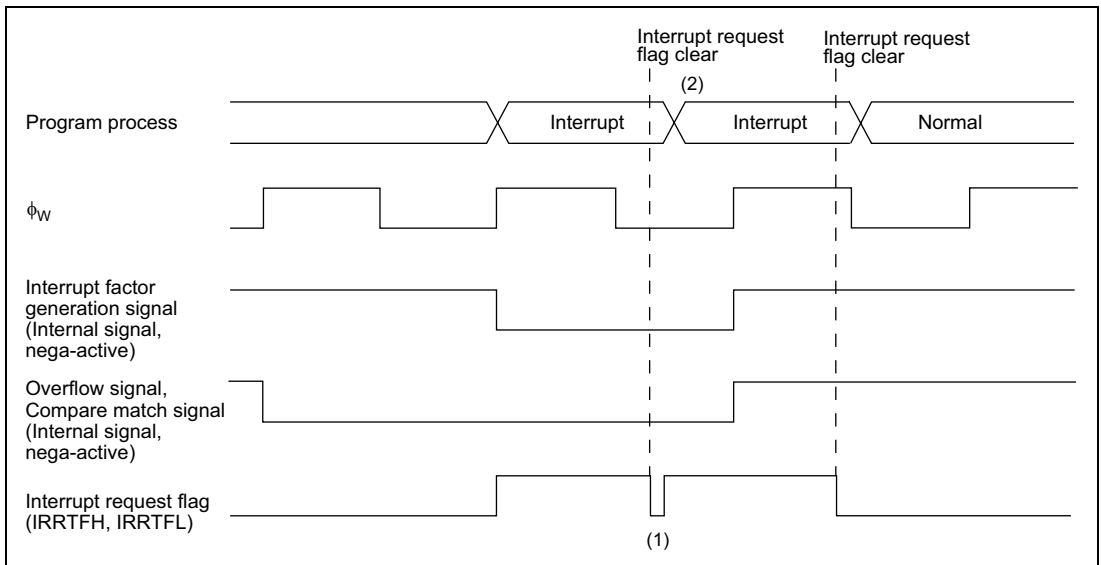 Interrupt request
flag clear
Interrupt request
flag clear
(2)
Program process
Interrupt
Interrupt
Normal
ϕW
Interrupt factor
generation signal
(Internal signal,
nega-active)
Overflow signal,
Compare match signal
(Internal signal,
nega-active)
Interrupt request flag
(IRRTFH, IRRTFL)
(1)